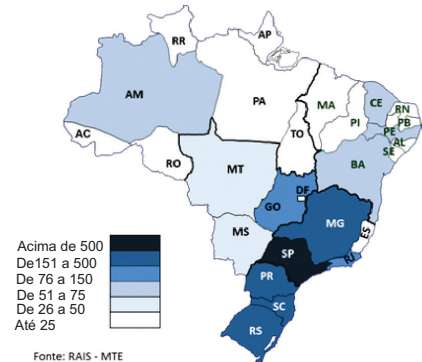 AP
RR
AM
PA
MA
CE
RN
PI
PB
PE
AL
SE
AC
TO
RO
BA
MT
DF
GO
MG
ES
MS
SP
RJ
PR
SC
RS
Acima de 500
De151 a 500
De 76 a 150
De 51 a 75
De 26 a 50
Até 25
Fonte: RAIS - MTE